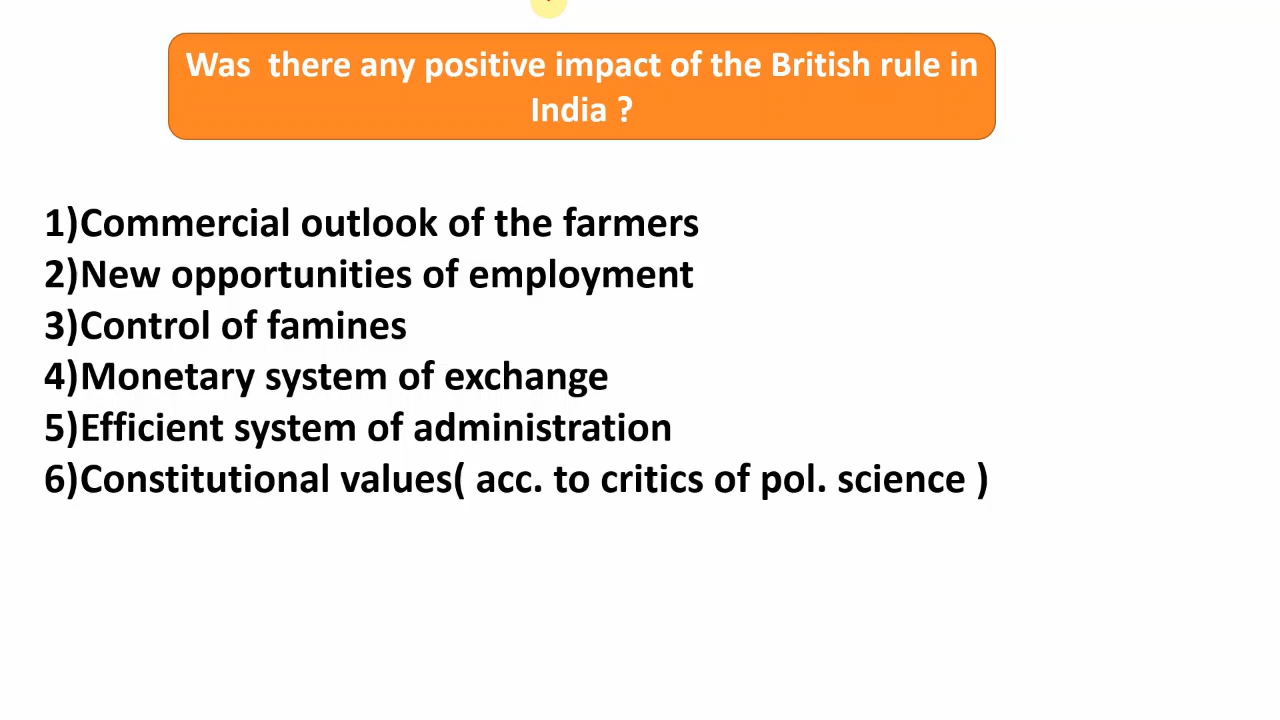 Was  there any positive impact of the British rule in
India ?
1)Commercial outlook of the farmers
2)New opportunities of employment
3)Control of famines
4)Monetary system of exchange
5)Efficient system of administration
6)Constitutional values( acc. to critics of pol. science )